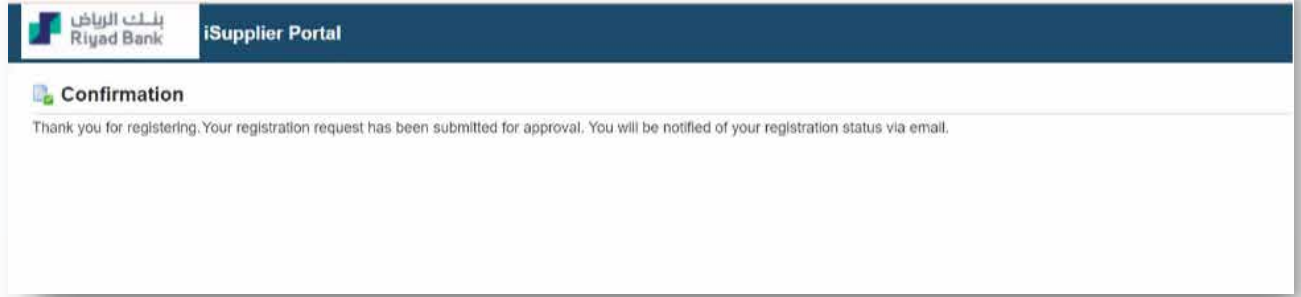 بنك الرياض
Riyad Bank
iSupplier Portal
Confirmation
Thank you for registering. Your registration request has been submitted for approval. You will be notified of your registration status via email.